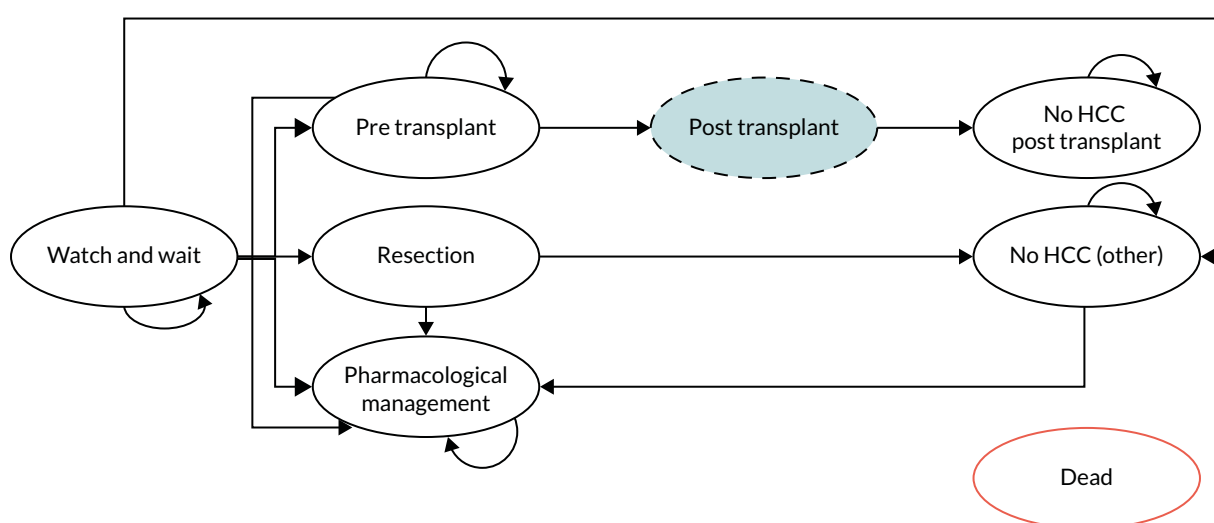 Pre transplant
Post transplant
No HCC
post transplant
Watch and wait
Resection
No HCC (other)
Pharmacological
management
Dead